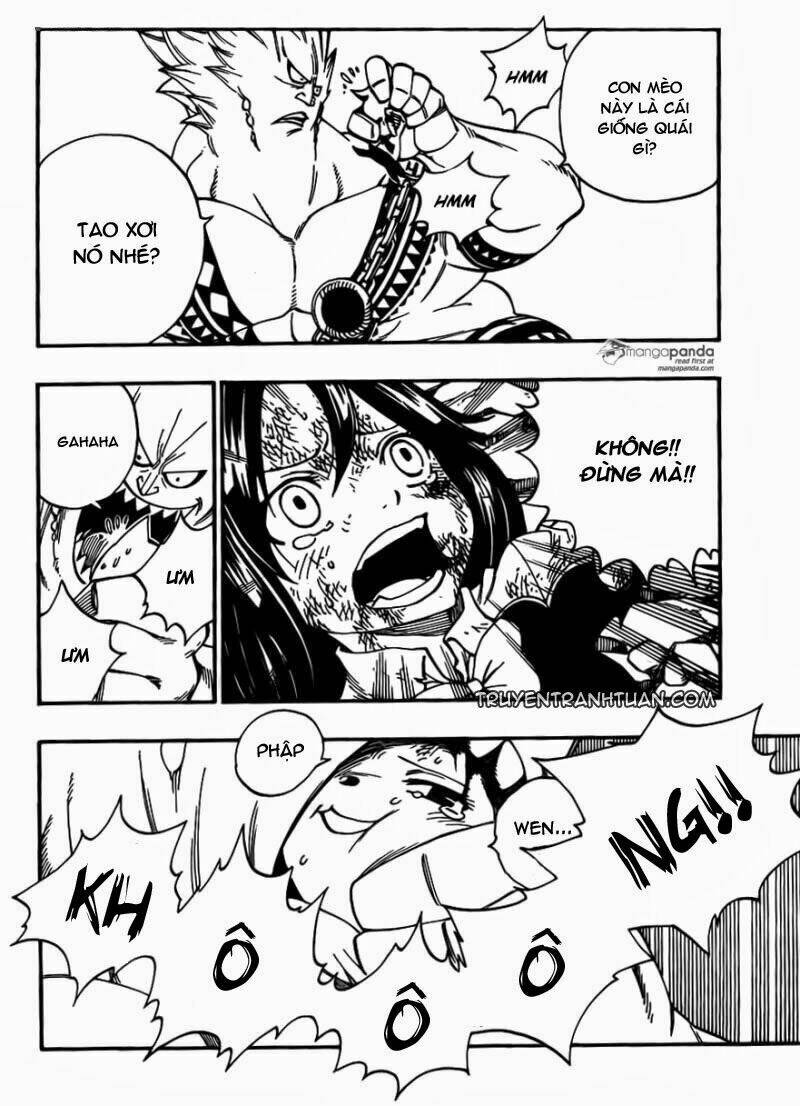 HMM
CON MÈO
NÀY LÀ CÁI
GIỐNG QUÁI
GÌ?
HMM
TAO XƠI
NÓ NHÉ?
mangapanda
read first at
mangapanda.com
GAHAHA
ƯM
ƯM
KHÔNG!!
ĐỪNG MÀ!!
TRUYENTRANHTUAN.COM
PHẬP
WEN...
KH
Ô
Ô
Ô
NG!!